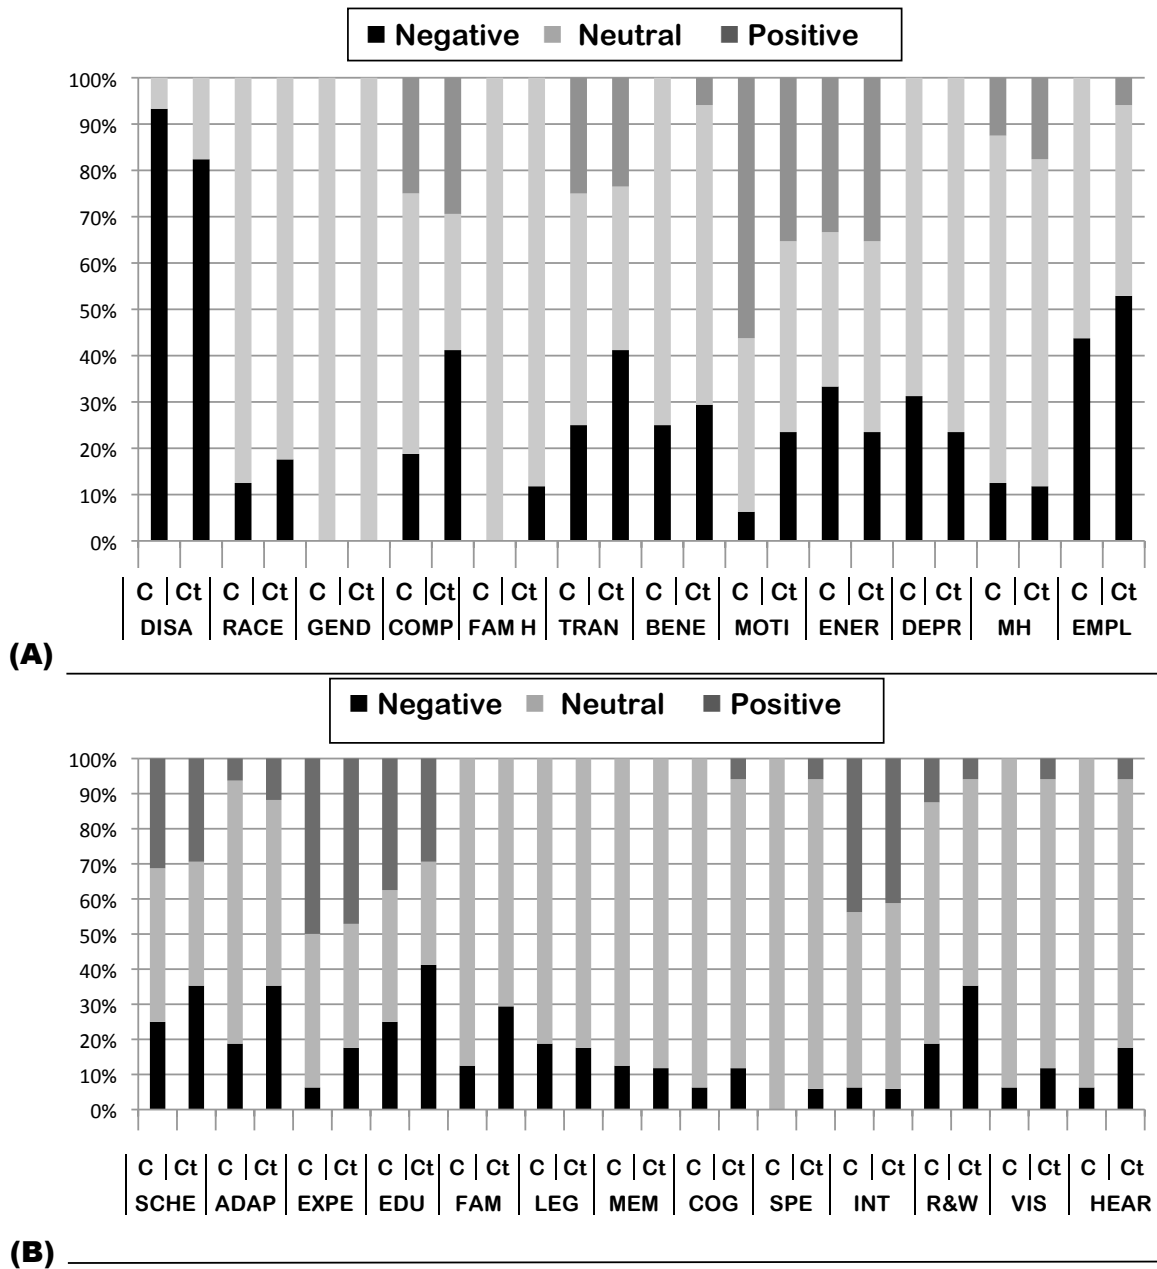 Negative Neutral Positive
100%
90%
80%
70%
60%
50%
40%
30%
20%
10%
0%
C Ct C Ct C Ct C Ct C Ct C Ct C Ct C Ct C Ct C Ct C Ct C Ct
DISA RACE GEND COMP FAM H TRAN BENE MOTI ENER DEPR MH EMPL
(A)
Negative Neutral Positive
100%
90%
80%
70%
60%
50%
40%
30%
20%
10%
0%
C Ct C Ct C Ct C Ct C Ct C Ct C Ct C Ct C Ct C Ct C Ct C Ct C Ct
SCHE ADAP EXPE EDU FAM LEG MEM COG SPE INT R&W VIS HEAR
(B)